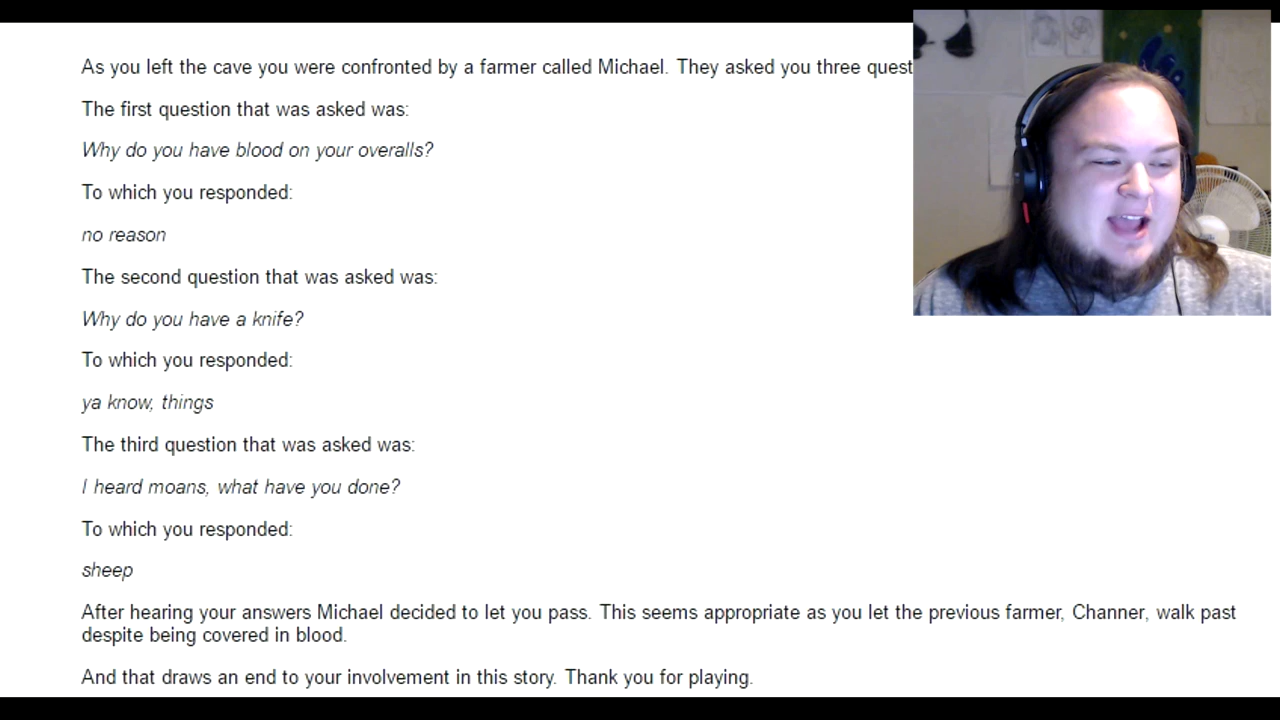 As you left the cave you were confronted by a farmer called Michael. They asked you three quest
The first question that was asked was:
Why do you have blood on your overalls?
To which you responded:
no reason
The second question that was asked was:
Why do you have a knife?
To which you responded:
ya know, things
The third question that was asked was:
I heard moans, what have you done?
To which you responded:
sheep
After hearing your answers Michael decided to let you pass. This seems appropriate as you let the previous farmer, Channer, walk past
despite being covered in blood.
And that draws an end to your involvement in this story. Thank you for playing.